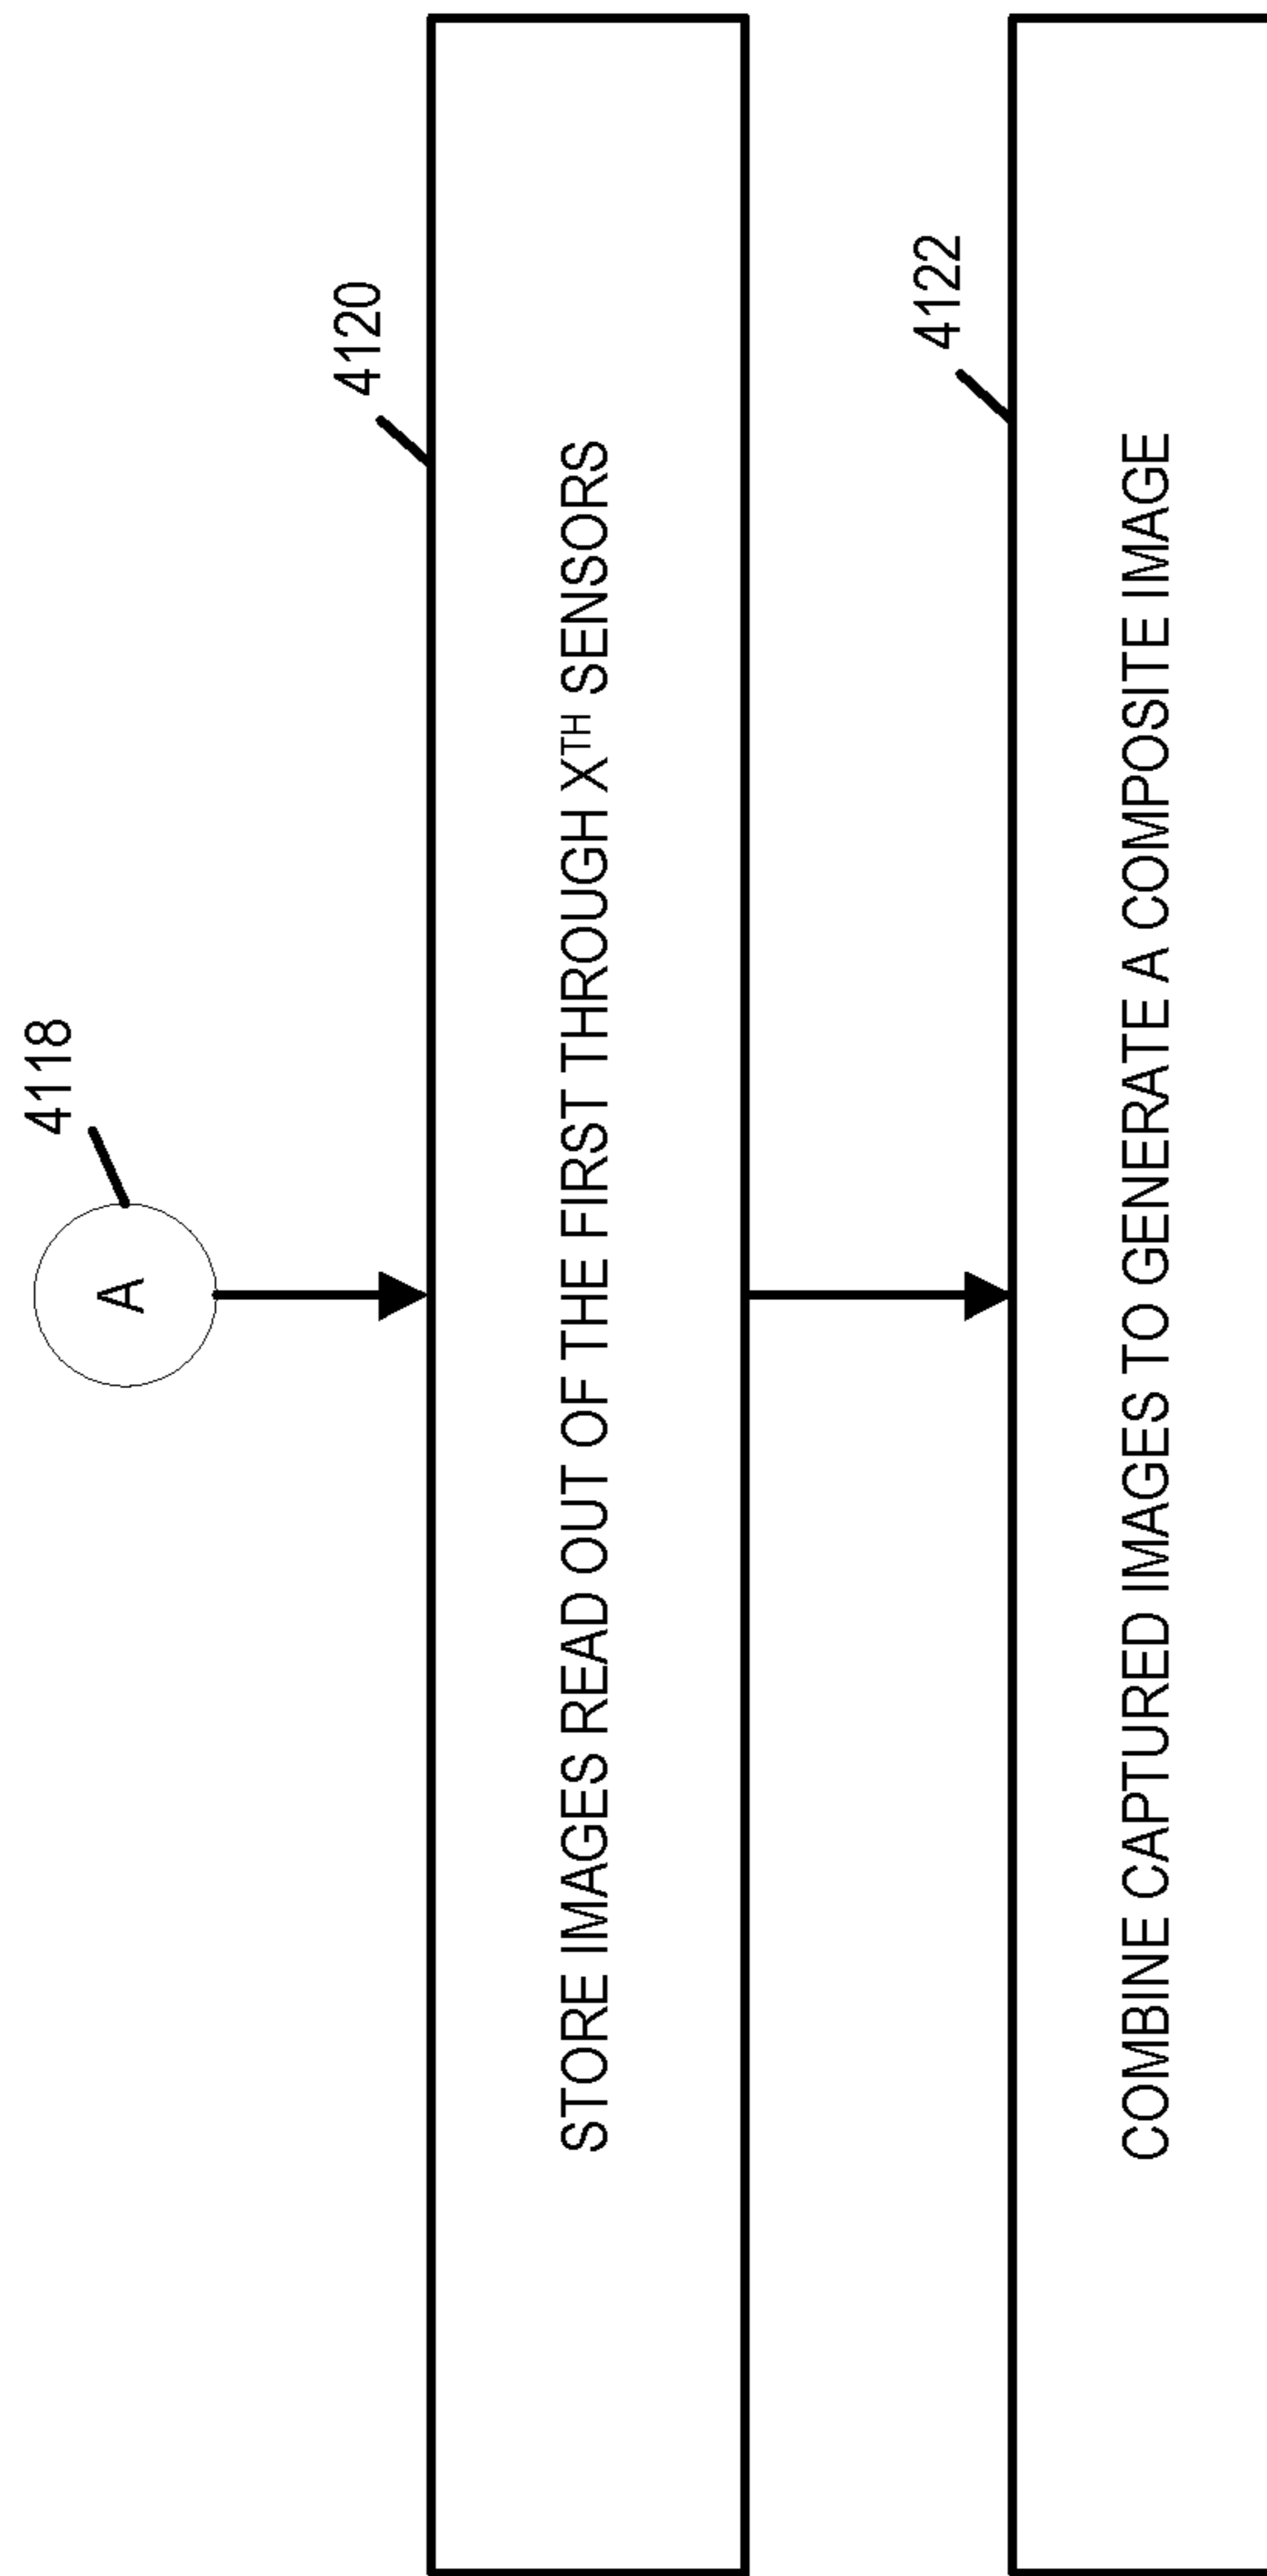 4118
A
4120
STORE IMAGES READ OUT OF THE FIRST THROUGH XTH SENSORS
4122
COMBINE CAPTURED IMAGES TO GENERATE A COMPOSITE IMAGE